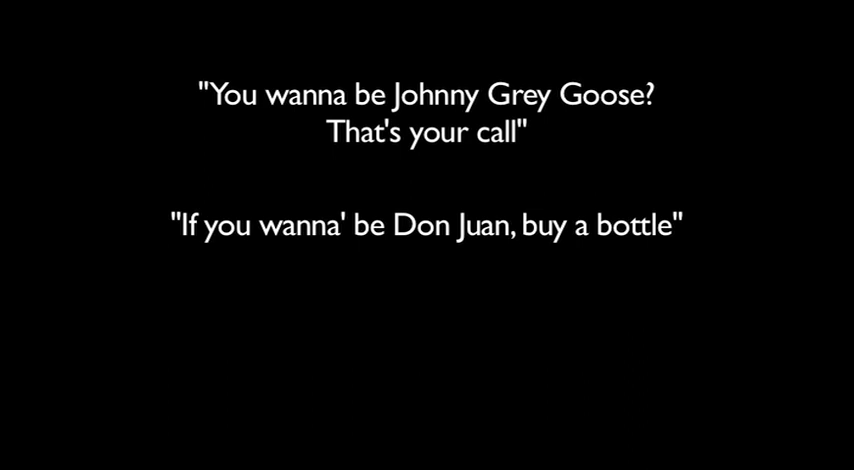 "You wanna be Johnny Grey Goose?
That's your call"
"If you wanna' be Don Juan, buy a bottle"